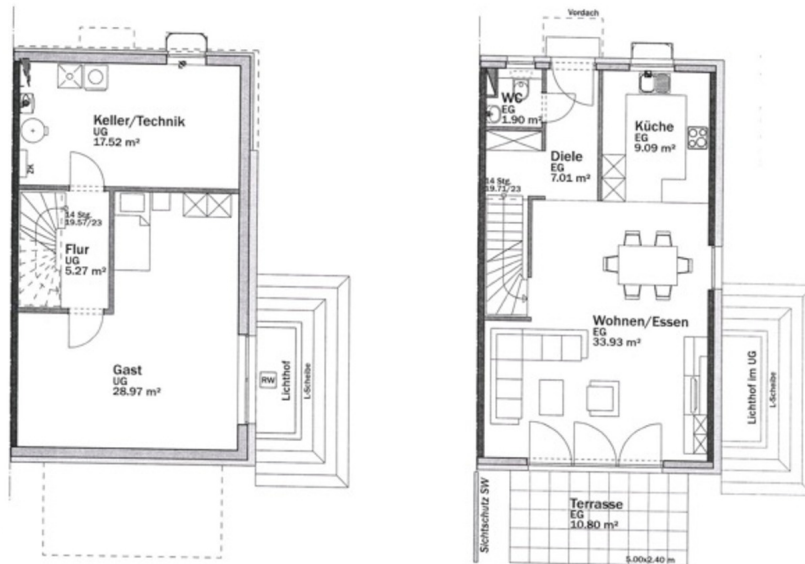 Keller/Technik
UG
17.52 m²
ZK
14 Stg.
19.57/23
Flur
UG
5.27 m²
Gast
UG
28.97 m²
RW
Lichthof
L-Scheibe
Vordach
WC
EG
1.90 m²
Küche
EG
9.09 m²
Diele
EG
7.01 m²
14 Stg.
19.71/23
Wohnen/Essen
EG
33.93 m²
Lichthof im UG
L-Scheibe
Sichtschutz SW
Terrasse
EG
10.80 m²
5.00x2.40 m